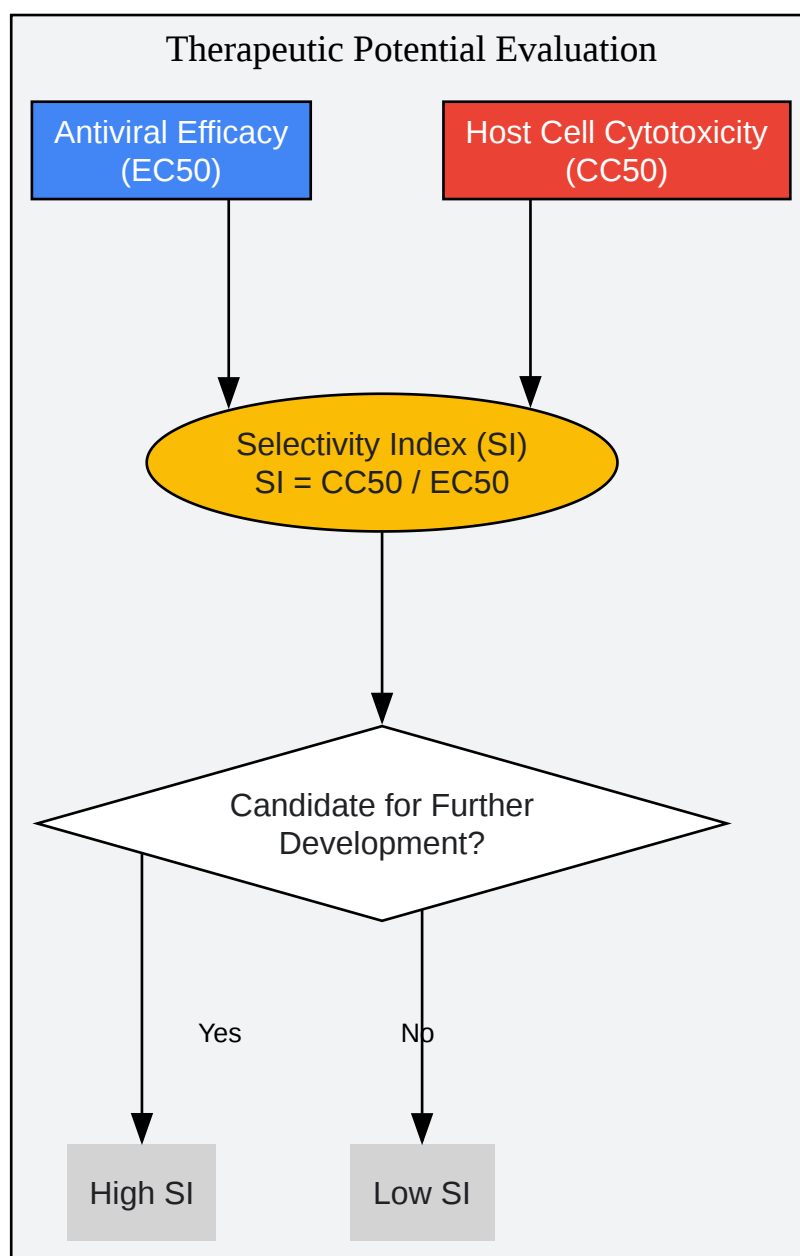 Therapeutic Potential Evaluation
Antiviral Efficacy
(EC50)
Host Cell Cytotoxicity
(CC50)
Selectivity Index (SI)
SI = CC50 / EC50
Candidate for Further
Development?
Yes
No
High SI
Low SI